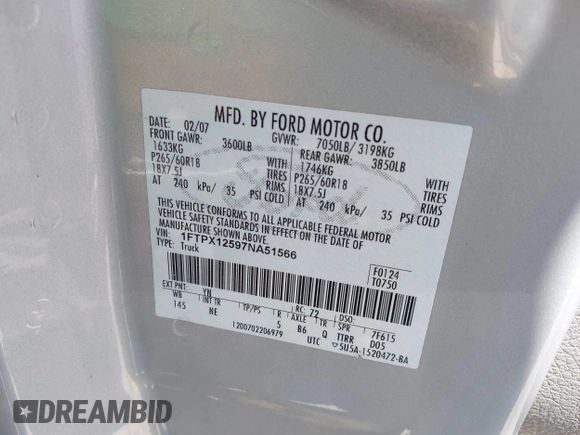 MFD. BY FORD MOTOR CO.
DATE: 02/07 GVWR: 7050LB/ 3198KG
FRONT GAWR: 3600LB REAR GAWR: 3850LB
1633KG WITH 1746KG WITH
P265/60R18 TIRES P265/60R18 TIRES
18X7.5J RIMS 18X7.5J RIMS
AT 240 kPa/ 35 PSI COLD AT 240 kPa/ 35 PSI COLD
THIS VEHICLE CONFORMS TO ALL APPLICABLE FEDERAL MOTOR
VEHICLE SAFETY STANDARDS IN EFFECT ON THE DATE OF
MANUFACTURE SHOWN ABOVE.
VIN: 1FTPX12597NA51566
TYPE: Truck
F0124
T0750
EXT PNT: YN RC: 72 DSO:
WB INT TR TP/PS R AXLE TR SPR 7F615
145 NE 5 B6 Q TTRR D05
1200702206979 UTC 5U5A-1520472-BA
Ford
DREAMBID